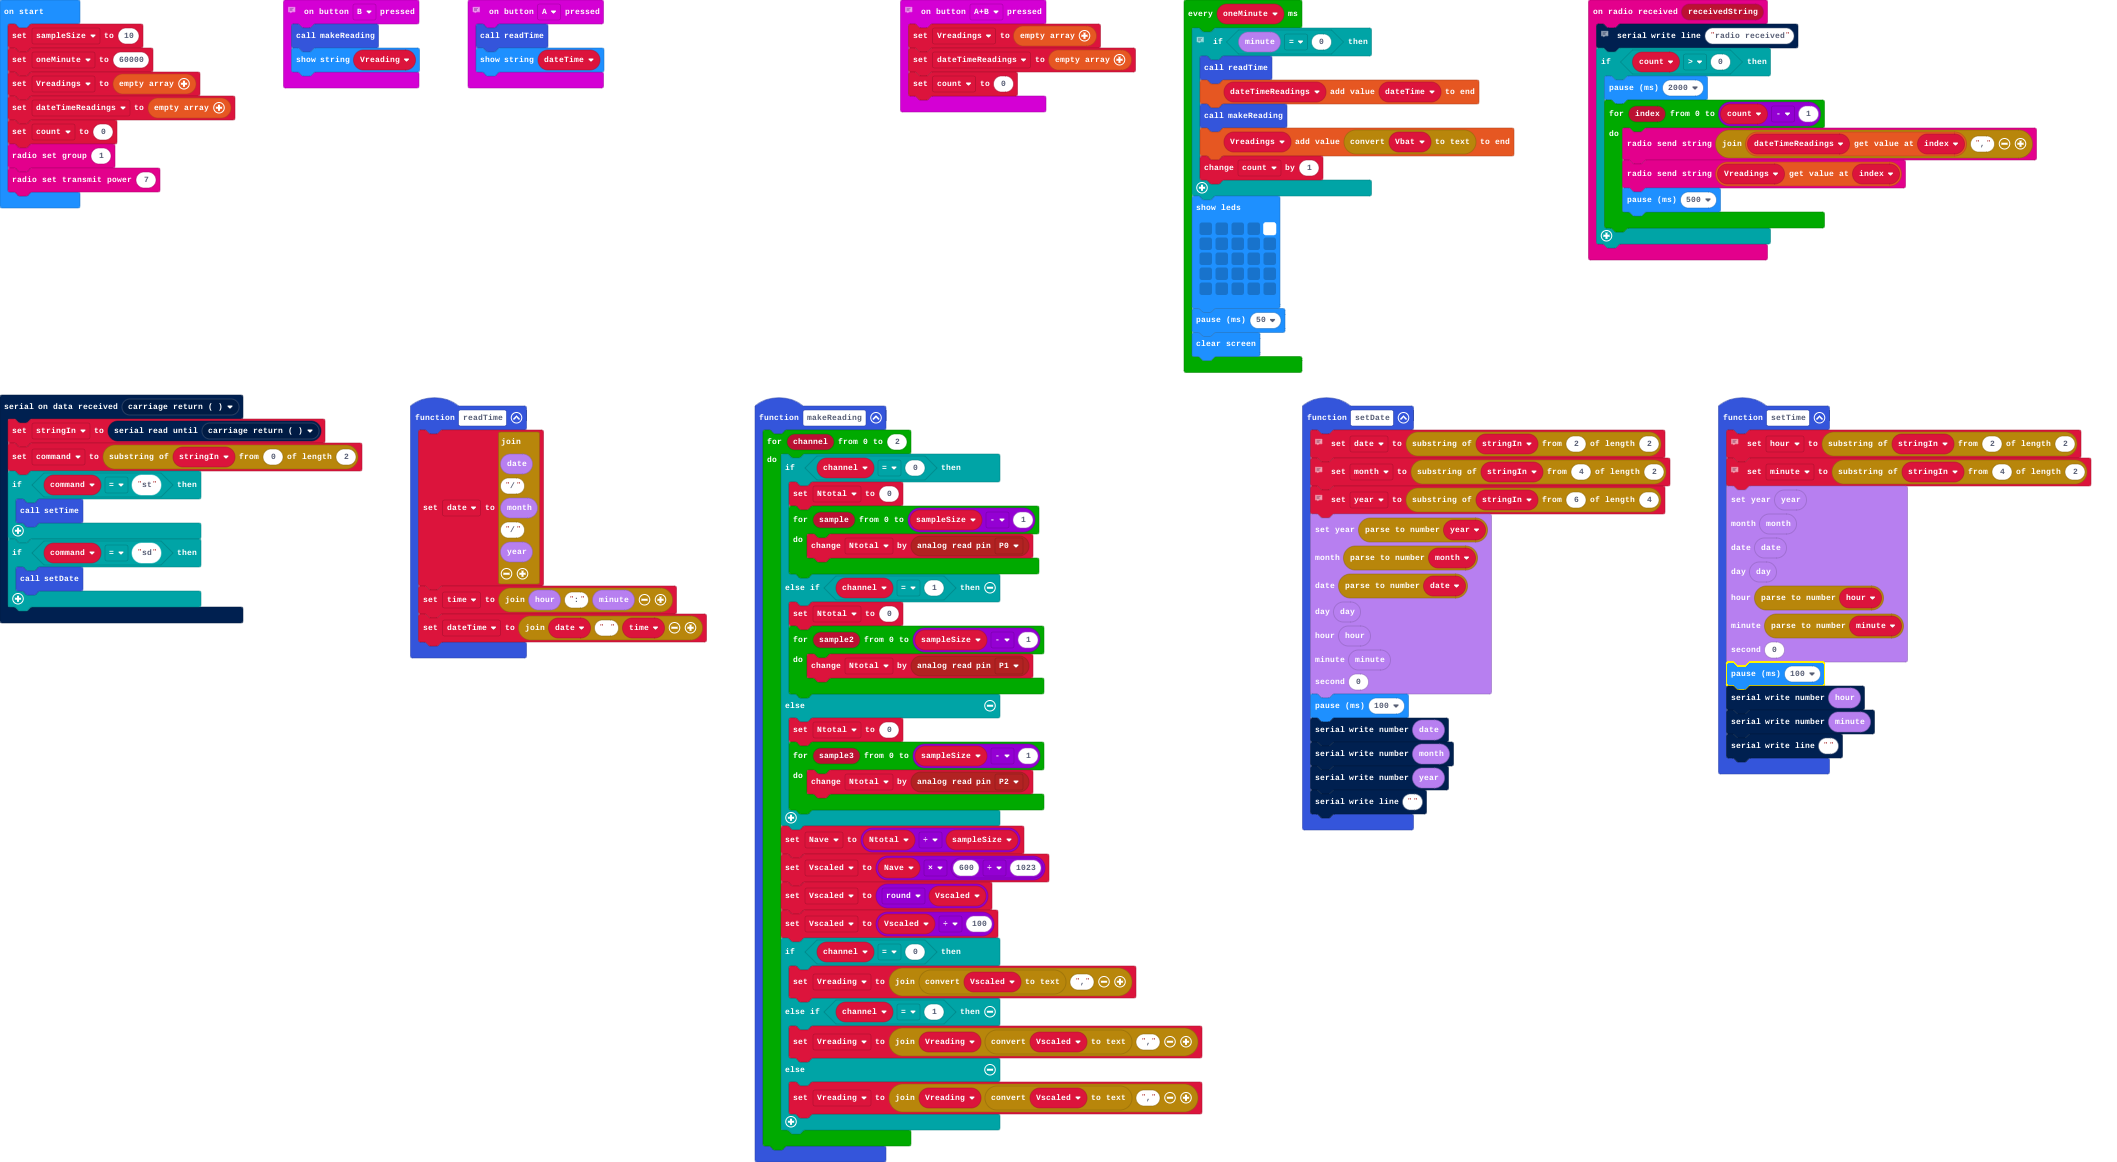 on start
set sampleSize to 10
set oneMinute to 60000
set Vreadings to empty array
set dateTimeReadings to empty array
set count to 0
radio set group 1
radio set transmit power 7
on button B pressed
call makeReading
show string Vreading
on button A pressed
call readTime
show string dateTime
on button A+B pressed
set Vreadings to empty array
set dateTimeReadings to empty array
set count to 0
every oneMinute ms
if minute = 0 then
call readTime
dateTimeReadings add value dateTime to end
call makeReading
Vreadings add value convert Vbat to text to end
change count by 1
show leds
pause (ms) 50
clear screen
on radio received receivedString
serial write line "radio received"
if count > 0 then
pause (ms) 2000
for index from 0 to count - 1
do
radio send string join dateTimeReadings get value at index ","
radio send string Vreadings get value at index
pause (ms) 500
serial on data received carriage return ( )
set stringIn to serial read until carriage return ( )
set command to substring of stringIn from 0 of length 2
if command = "st" then
call setTime
if command = "sd" then
call setDate
function readTime
set date to join
date
"/"
month
"/"
year
set time to join hour ":" minute
set dateTime to join date " " time
function makeReading
for channel from 0 to 2
do
if channel = 0 then
set Ntotal to 0
for sample from 0 to sampleSize - 1
do
change Ntotal by analog read pin P0
else if channel = 1 then
set Ntotal to 0
for sample2 from 0 to sampleSize - 1
do
change Ntotal by analog read pin P1
else
set Ntotal to 0
for sample3 from 0 to sampleSize - 1
do
change Ntotal by analog read pin P2
set Nave to Ntotal ÷ sampleSize
set Vscaled to Nave × 600 ÷ 1023
set Vscaled to round Vscaled
set Vscaled to Vscaled ÷ 100
if channel = 0 then
set Vreading to join convert Vscaled to text ","
else if channel = 1 then
set Vreading to join Vreading convert Vscaled to text ","
else
set Vreading to join Vreading convert Vscaled to text ","
function setDate
set date to substring of stringIn from 2 of length 2
set month to substring of stringIn from 4 of length 2
set year to substring of stringIn from 6 of length 4
set year parse to number year
month parse to number month
date parse to number date
day day
hour hour
minute minute
second 0
pause (ms) 100
serial write number date
serial write number month
serial write number year
serial write line ""
function setTime
set hour to substring of stringIn from 2 of length 2
set minute to substring of stringIn from 4 of length 2
set year year
month month
date date
day day
hour parse to number hour
minute parse to number minute
second 0
pause (ms) 100
serial write number hour
serial write number minute
serial write line ""